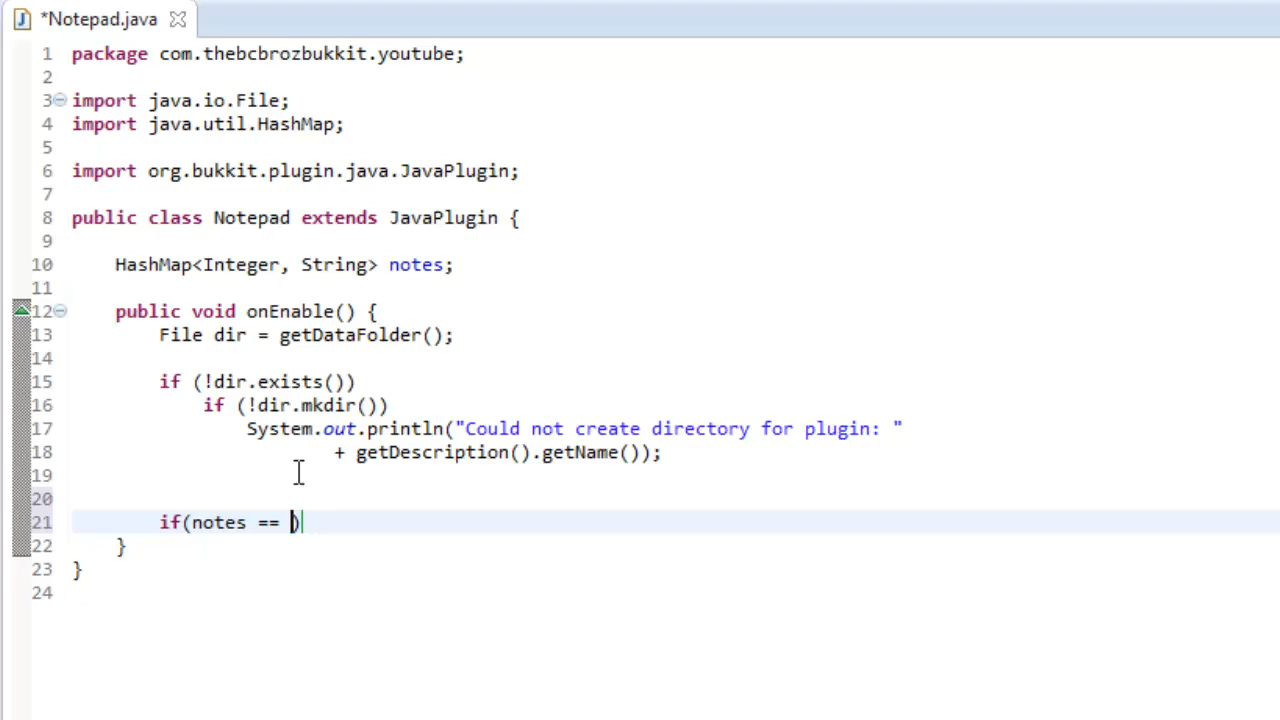 *Notepad.java
1 package com.thebcbrozbukkit.youtube;
2
3 import java.io.File;
4 import java.util.HashMap;
5
6 import org.bukkit.plugin.java.JavaPlugin;
7
8 public class Notepad extends JavaPlugin {
9
10 HashMap<Integer, String> notes;
11
12 public void onEnable() {
13 File dir = getDataFolder();
14
15 if (!dir.exists())
16 if (!dir.mkdir())
17 System.out.println("Could not create directory for plugin: "
18 + getDescription().getName());
19
20
21 if(notes == )
22 }
23 }
24